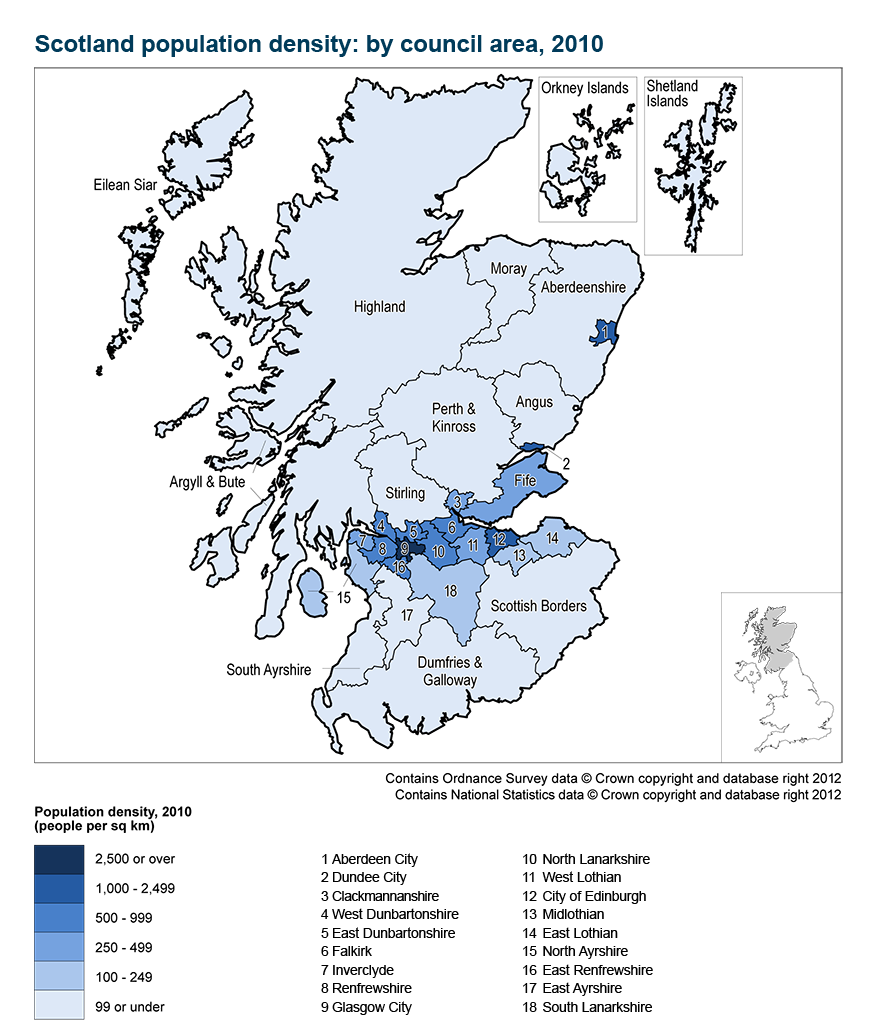 Scotland population density: by council area, 2010
Orkney Islands
Shetland
Islands
Eilean Siar
Moray
Aberdeenshire
Highland
1
Angus
Perth &
Kinross
2
Argyll & Bute
Fife
Stirling
3
4
5
6
7
8
9
10
11
12
13
14
16
15
18
17
Scottish Borders
South Ayrshire
Dumfries &
Galloway
Contains Ordnance Survey data © Crown copyright and database right 2012
Contains National Statistics data © Crown copyright and database right 2012
Population density, 2010
(people per sq km)
2,500 or over
1,000 - 2,499
500 - 999
250 - 499
100 - 249
99 or under
1 Aberdeen City
2 Dundee City
3 Clackmannanshire
4 West Dunbartonshire
5 East Dunbartonshire
6 Falkirk
7 Inverclyde
8 Renfrewshire
9 Glasgow City
10 North Lanarkshire
11 West Lothian
12 City of Edinburgh
13 Midlothian
14 East Lothian
15 North Ayrshire
16 East Renfrewshire
17 East Ayrshire
18 South Lanarkshire